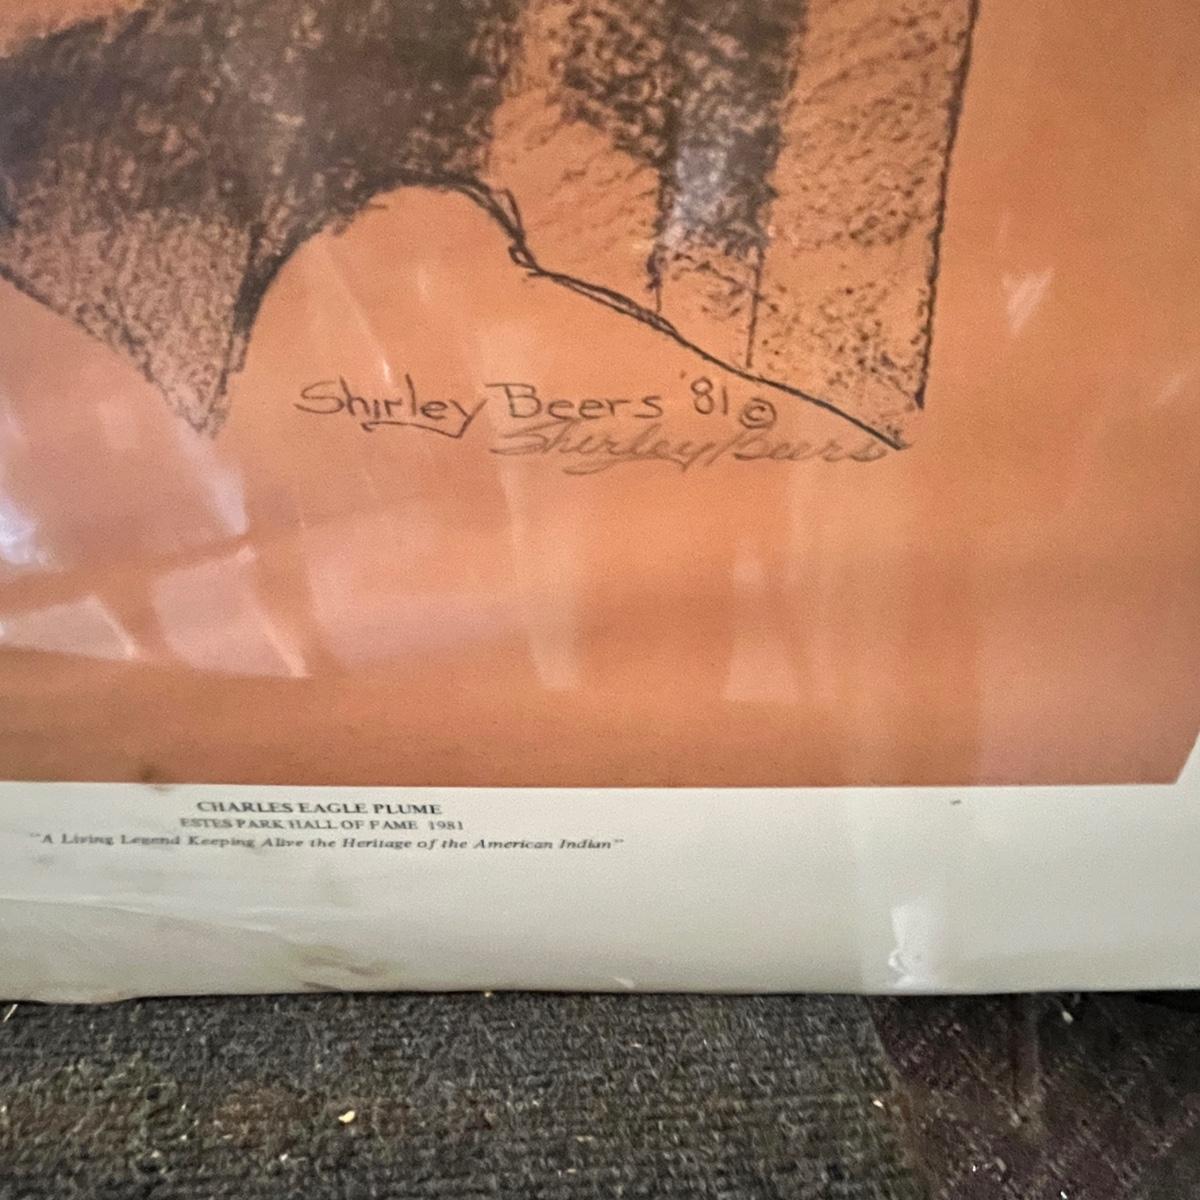 Shirley Beers '81 ©
Shirley Beers
CHARLES EAGLE PLUME
ESTES PARK HALL OF FAME 1981
"A Living Legend Keeping Alive the Heritage of the American Indian"